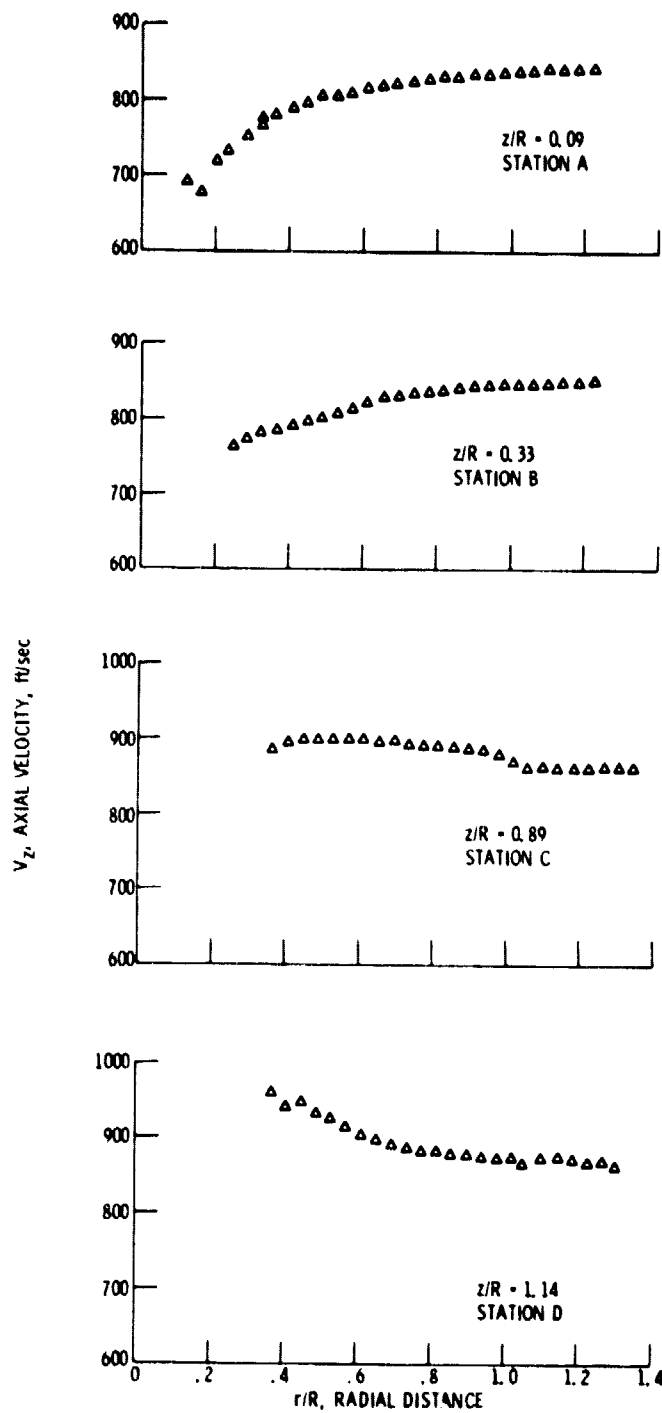 900
800
700
600
z/R = 0.09
STATION A
900
800
700
600
z/R = 0.33
STATION B
V_z, AXIAL VELOCITY, ft/sec
1000
900
800
700
600
z/R = 0.89
STATION C
1000
900
800
700
600
z/R = 1.14
STATION D
0 .2 .4 .6 .8 1.0 1.2 1.4
r/R, RADIAL DISTANCE